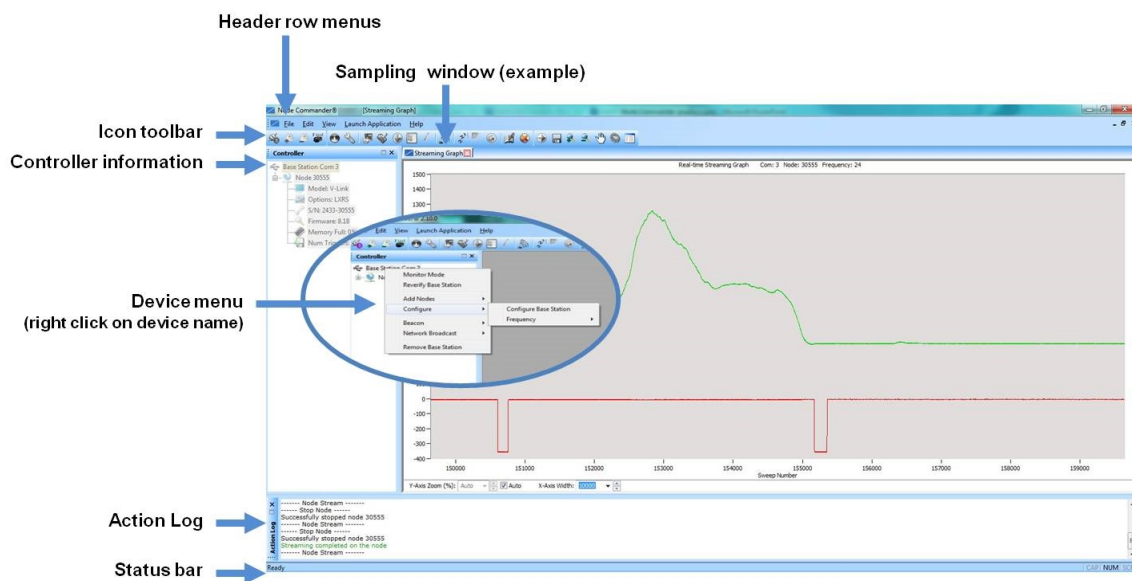 Header row menus
Sampling window (example)
Icon toolbar
Controller information
Device menu
(right click on device name)
Action Log
Status bar
Node Commander® [Streaming Graph]
File Edit View Launch Application Help
Controller
Streaming Graph
Base Station Com 3
Node 30555
Model: V-Link
Options: LXRS
S/N: 2433-30555
Firmware: 8.18
Memory Full: 0%
Num Trig
Real-time Streaming Graph Com: 3 Node: 30555 Frequency: 24
1500
1400
1300
Edit View Launch Application Help
Controller
Base Station Com 3
Monitor Mode
Reverify Base Station
Add Nodes
Configure
Beacon
Network Broadcast
Remove Base Station
Configure Base Station
Frequency
0
-100
-200
-300
-400
150000 151000 152000 153000 154000 155000 156000 157000 158000 159000
Sweep Number
Y-Axis Zoom (%): Auto Auto X-Axis Width: 10000
Action Log
------- Node Stream -------
------ Stop Node ------
Successfully stopped node 30555
------- Node Stream -------
------ Stop Node ------
Successfully stopped node 30555
Streaming completed on the node
------- Node Stream -------
Ready
CAP NUM